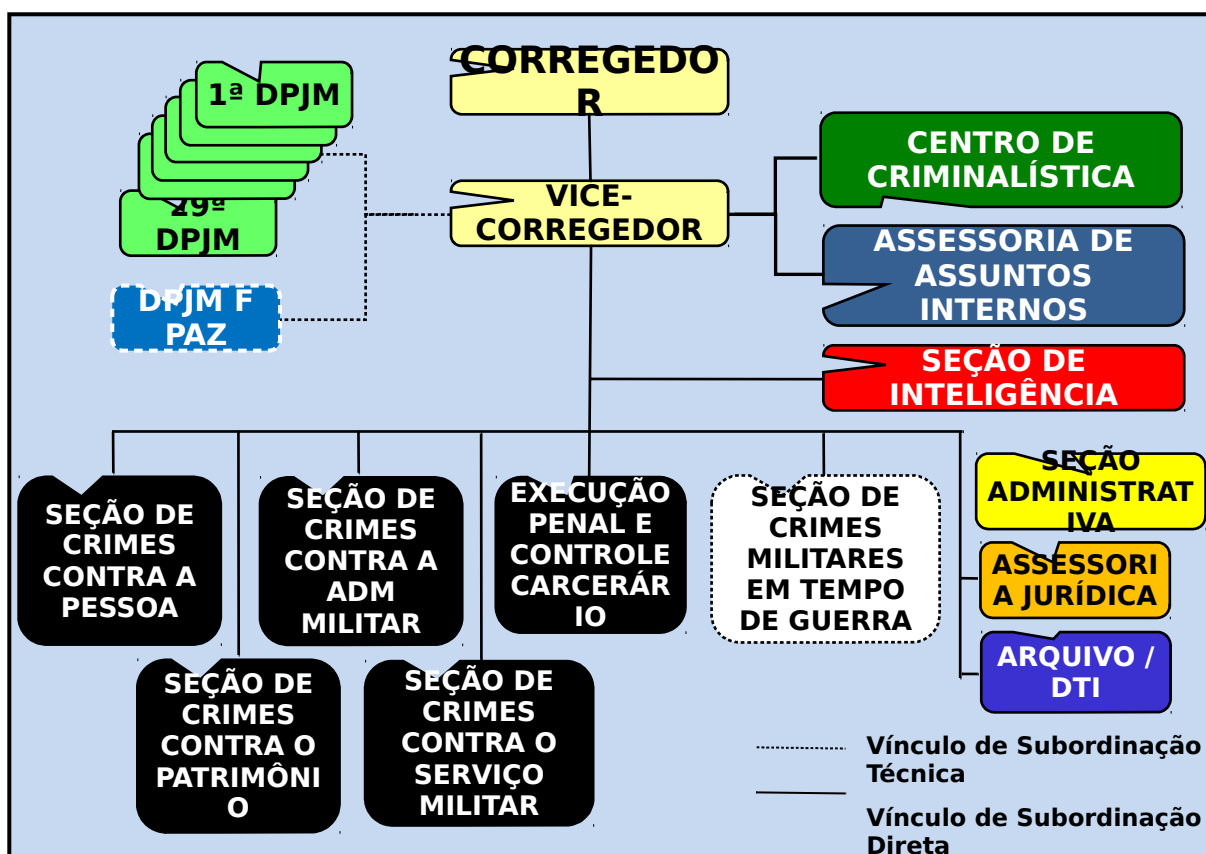 CORREGEDO
R
1ª DPJM
29ª
DPJM
DPJM F
PAZ
VICE-
CORREGEDOR
CENTRO DE
CRIMINALÍSTICA
ASSESSORIA DE
ASSUNTOS
INTERNOS
SEÇÃO DE
INTELIGÊNCIA
SEÇÃO DE
CRIMES
CONTRA A
PESSOA
SEÇÃO DE
CRIMES
CONTRA A
ADM
MILITAR
EXECUÇÃO
PENAL E
CONTROLE
CARCERÁR
IO
SEÇÃO DE
CRIMES
MILITARES
EM TEMPO
DE GUERRA
SEÇÃO
ADMINISTRAT
IVA
ASSESSORI
A JURÍDICA
ARQUIVO /
DTI
SEÇÃO DE
CRIMES
CONTRA O
PATRIMÔNI
O
SEÇÃO DE
CRIMES
CONTRA O
SERVIÇO
MILITAR
Vínculo de Subordinação
Técnica
Vínculo de Subordinação
Direta